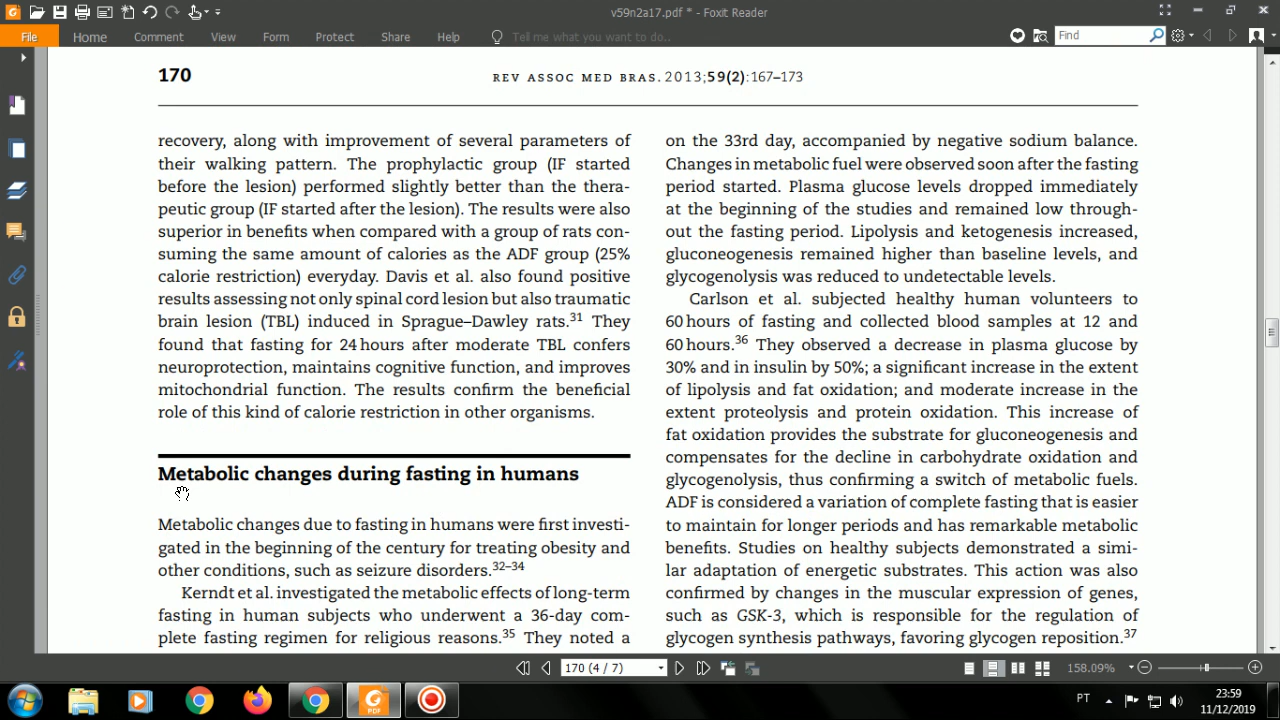 v59n2a17.pdf * - Foxit Reader
File Home Comment View Form Protect Share Help Tell me what you want to do.. Find
170 REV ASSOC MED BRAS. 2013;59(2):167–173
recovery, along with improvement of several parameters of
their walking pattern. The prophylactic group (IF started
before the lesion) performed slightly better than the thera-
peutic group (IF started after the lesion). The results were also
superior in benefits when compared with a group of rats con-
suming the same amount of calories as the ADF group (25%
calorie restriction) everyday. Davis et al. also found positive
results assessing not only spinal cord lesion but also traumatic
brain lesion (TBL) induced in Sprague–Dawley rats.31 They
found that fasting for 24 hours after moderate TBL confers
neuroprotection, maintains cognitive function, and improves
mitochondrial function. The results confirm the beneficial
role of this kind of calorie restriction in other organisms.
Metabolic changes during fasting in humans
Metabolic changes due to fasting in humans were first investi-
gated in the beginning of the century for treating obesity and
other conditions, such as seizure disorders.32–34
Kerndt et al. investigated the metabolic effects of long-term
fasting in human subjects who underwent a 36-day com-
plete fasting regimen for religious reasons.35 They noted a
on the 33rd day, accompanied by negative sodium balance.
Changes in metabolic fuel were observed soon after the fasting
period started. Plasma glucose levels dropped immediately
at the beginning of the studies and remained low through-
out the fasting period. Lipolysis and ketogenesis increased,
gluconeogenesis remained higher than baseline levels, and
glycogenolysis was reduced to undetectable levels.
Carlson et al. subjected healthy human volunteers to
60 hours of fasting and collected blood samples at 12 and
60 hours.36 They observed a decrease in plasma glucose by
30% and in insulin by 50%; a significant increase in the extent
of lipolysis and fat oxidation; and moderate increase in the
extent proteolysis and protein oxidation. This increase of
fat oxidation provides the substrate for gluconeogenesis and
compensates for the decline in carbohydrate oxidation and
glycogenolysis, thus confirming a switch of metabolic fuels.
ADF is considered a variation of complete fasting that is easier
to maintain for longer periods and has remarkable metabolic
benefits. Studies on healthy subjects demonstrated a simi-
lar adaptation of energetic substrates. This action was also
confirmed by changes in the muscular expression of genes,
such as GSK-3, which is responsible for the regulation of
glycogen synthesis pathways, favoring glycogen reposition.37
170 (4 / 7) 158.09%
PDF
PT
23:59
11/12/2019